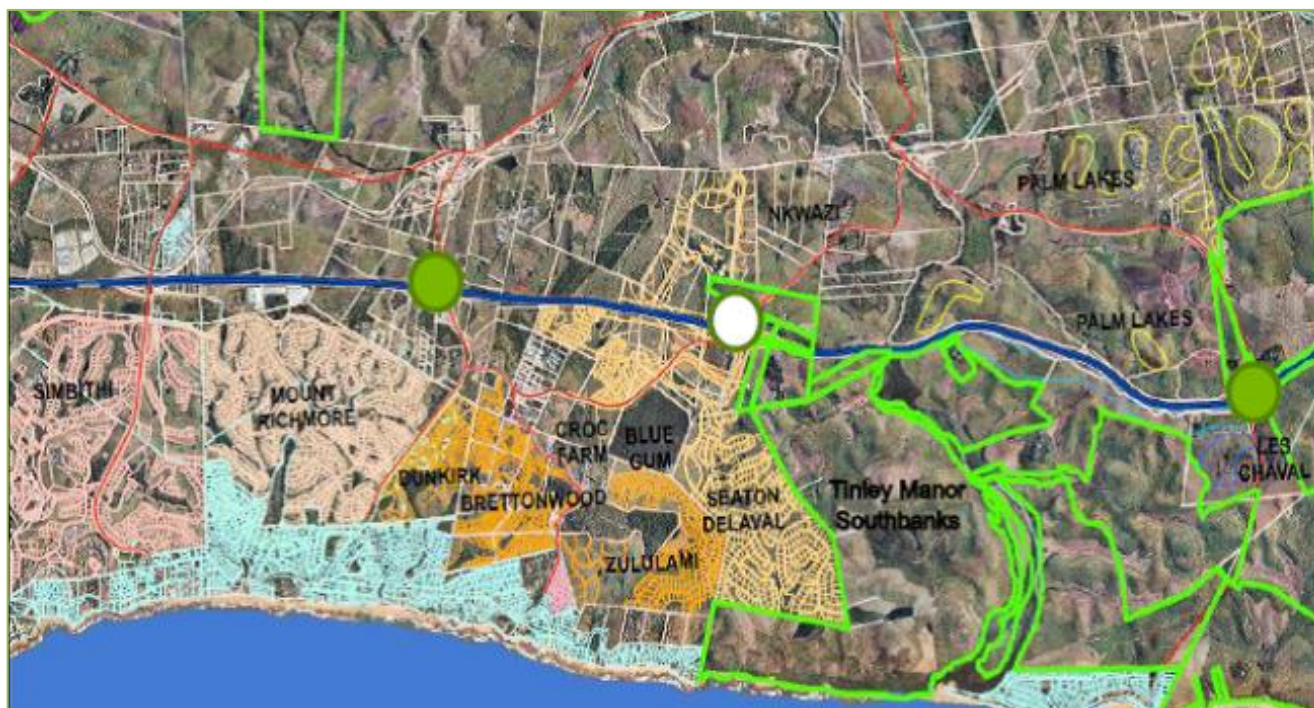 PALM LAKES
NKWAZI
PALM LAKES
SIMBITHI
MOUNT
RICHMORE
CROC
FARM
BLUE
GUM
LES
CHAVAL
DUNKIRK
BRETTONWOOD
SEATON
DELAVAL
Tinley Manor
Southbanks
ZULULAMI